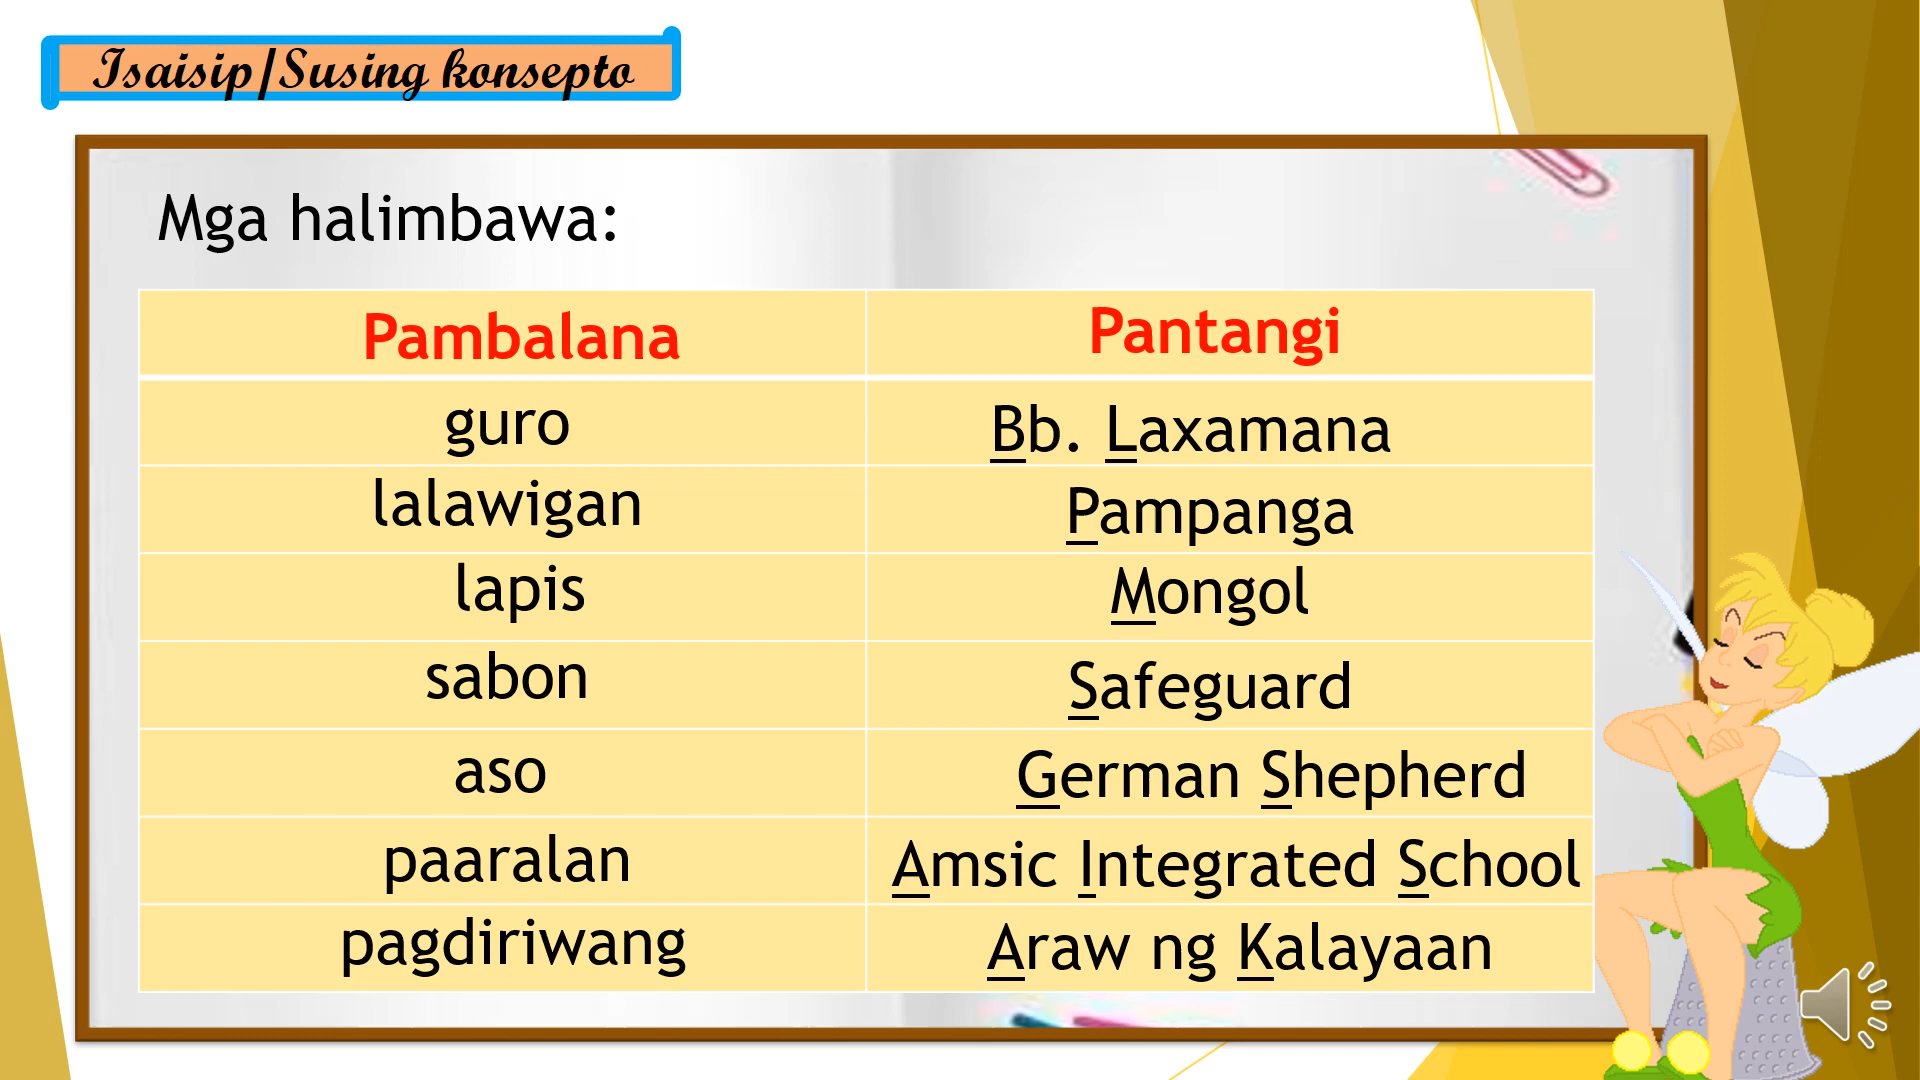 Isaisip/Susing konsepto
Mga halimbawa:
Pambalana Pantangi
guro Bb. Laxamana
lalawigan Pampanga
lapis Mongol
sabon Safeguard
aso German Shepherd
paaralan Amsic Integrated School
pagdiriwang Araw ng Kalayaan